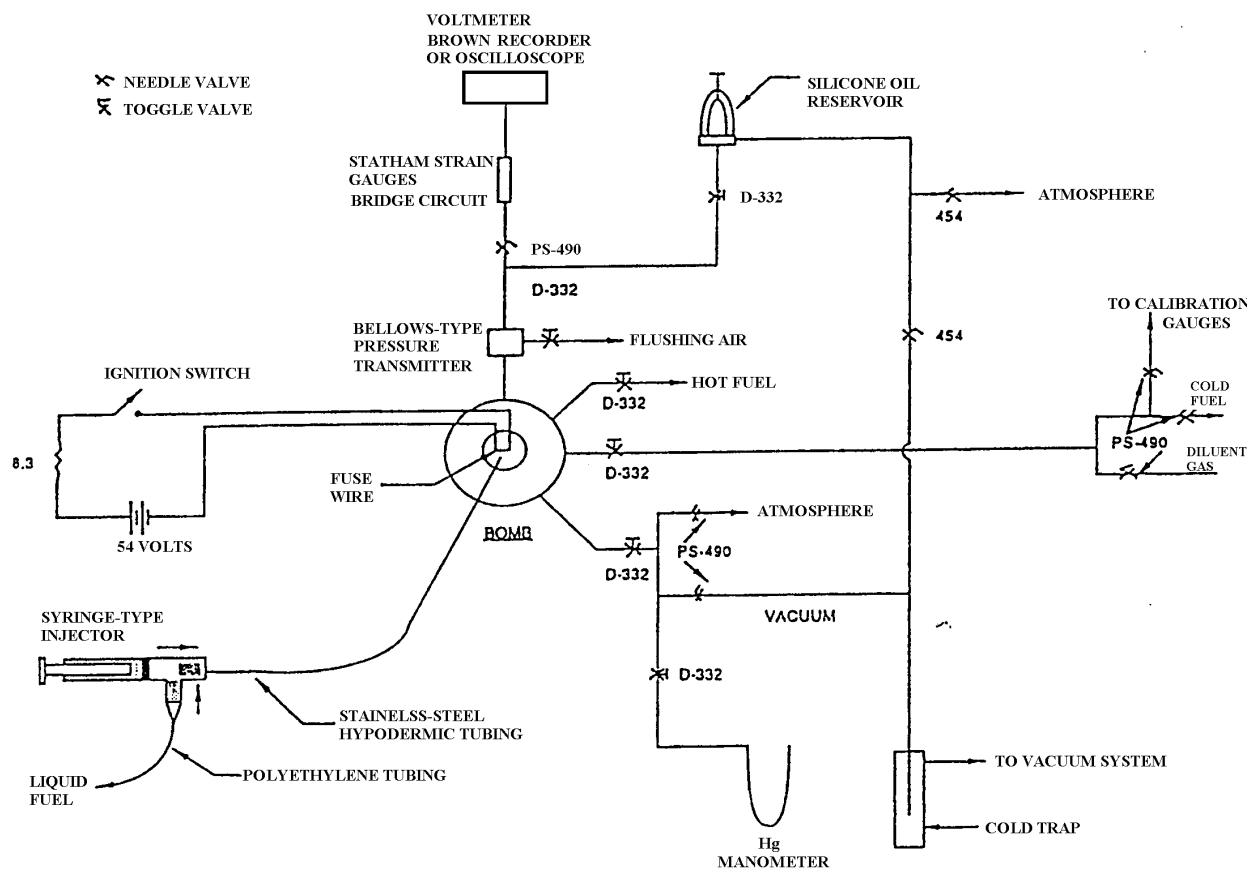 VOLTMETER
BROWN RECORDER
OR OSCILLOSCOPE
NEEDLE VALVE
TOGGLE VALVE
SILICONE OIL
RESERVOIR
STATHAM STRAIN
GAUGES
BRIDGE CIRCUIT
D-332
ATMOSPHERE
454
PS-490
D-332
TO CALIBRATION
GAUGES
BELLOWS-TYPE
PRESSURE
TRANSMITTER
FLUSHING AIR
454
IGNITION SWITCH
HOT FUEL
D-332
COLD
FUEL
PS-490
8.3
D-332
DILUENT
GAS
FUSE
WIRE
BOMB
ATMOSPHERE
54 VOLTS
PS-490
D-332
VACUUM
SYRINGE-TYPE
INJECTOR
D-332
STAINELSS-STEEL
HYPODERMIC TUBING
POLYETHYLENE TUBING
LIQUID
FUEL
TO VACUUM SYSTEM
COLD TRAP
Hg
MANOMETER